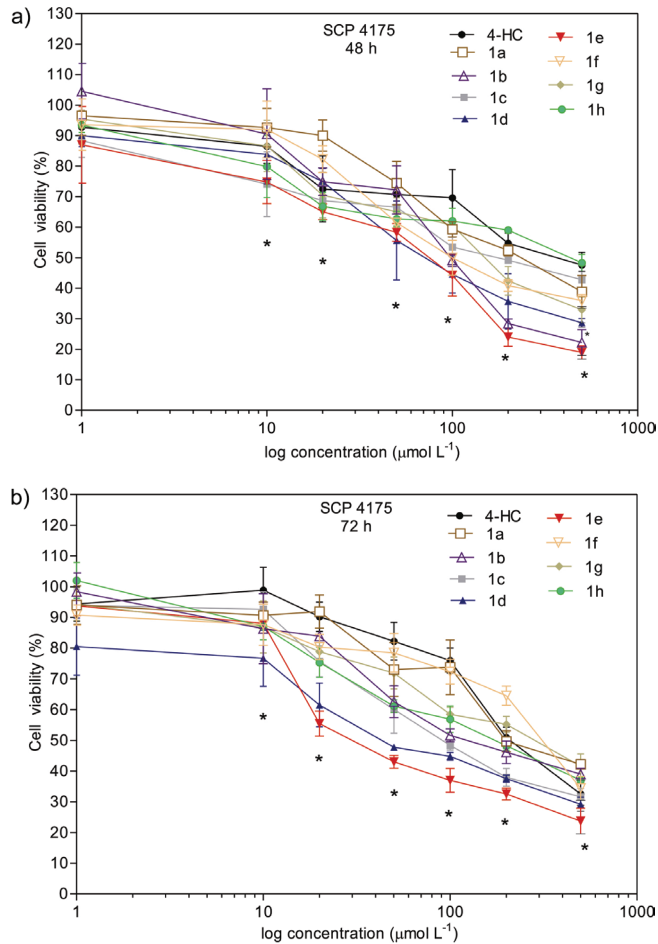 a)
SCP 4175
48 h
4-HC
1a
1b
1c
1d
1e
1f
1g
1h
Cell viability (%)
130
120
110
100
90
80
70
60
50
40
30
20
10
0
* * * * * * *
1 10 100 1000
log concentration (µmol L-1)
b)
SCP 4175
72 h
4-HC
1a
1b
1c
1d
1e
1f
1g
1h
Cell viability (%)
130
120
110
100
90
80
70
60
50
40
30
20
10
0
* * * * * *
1 10 100 1000
log concentration (µmol L-1)